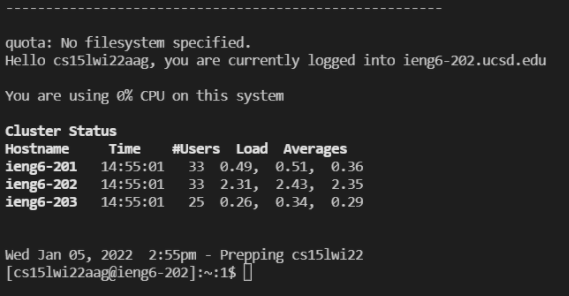 ------------------------------------------------------
quota: No filesystem specified.
Hello cs15lwi22aag, you are currently logged into ieng6-202.ucsd.edu
You are using 0% CPU on this system
Cluster Status
Hostname     Time    #Users  Load  Averages
ieng6-201   14:55:01   33  0.49,  0.51,  0.36
ieng6-202   14:55:01   33  2.31,  2.43,  2.35
ieng6-203   14:55:01   25  0.26,  0.34,  0.29
Wed Jan 05, 2022  2:55pm - Prepping cs15lwi22
[cs15lwi22aag@ieng6-202]:~:1$